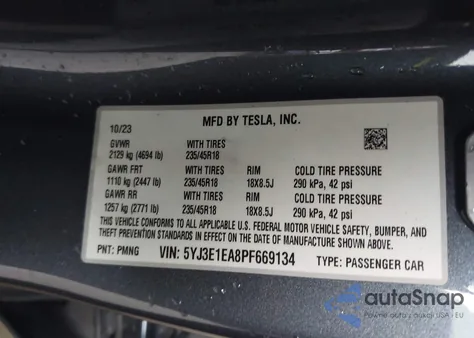 MFD BY TESLA, INC.
10/23
GVWR WITH TIRES
2129 kg (4694 lb) 235/45R18
GAWR FRT WITH TIRES RIM COLD TIRE PRESSURE
1110 kg (2447 lb) 235/45R18 18X8.5J 290 kPa, 42 psi
GAWR RR WITH TIRES RIM COLD TIRE PRESSURE
1257 kg (2771 lb) 235/45R18 18X8.5J 290 kPa, 42 psi
THIS VEHICLE CONFORMS TO ALL APPLICABLE U.S. FEDERAL MOTOR VEHICLE SAFETY, BUMPER, AND
THEFT PREVENTION STANDARDS IN EFFECT ON THE DATE OF MANUFACTURE SHOWN ABOVE.
PNT: PMNG VIN: 5YJ3E1EA8PF669134 TYPE: PASSENGER CAR
autoSnap
Pewne auto z USA i EU